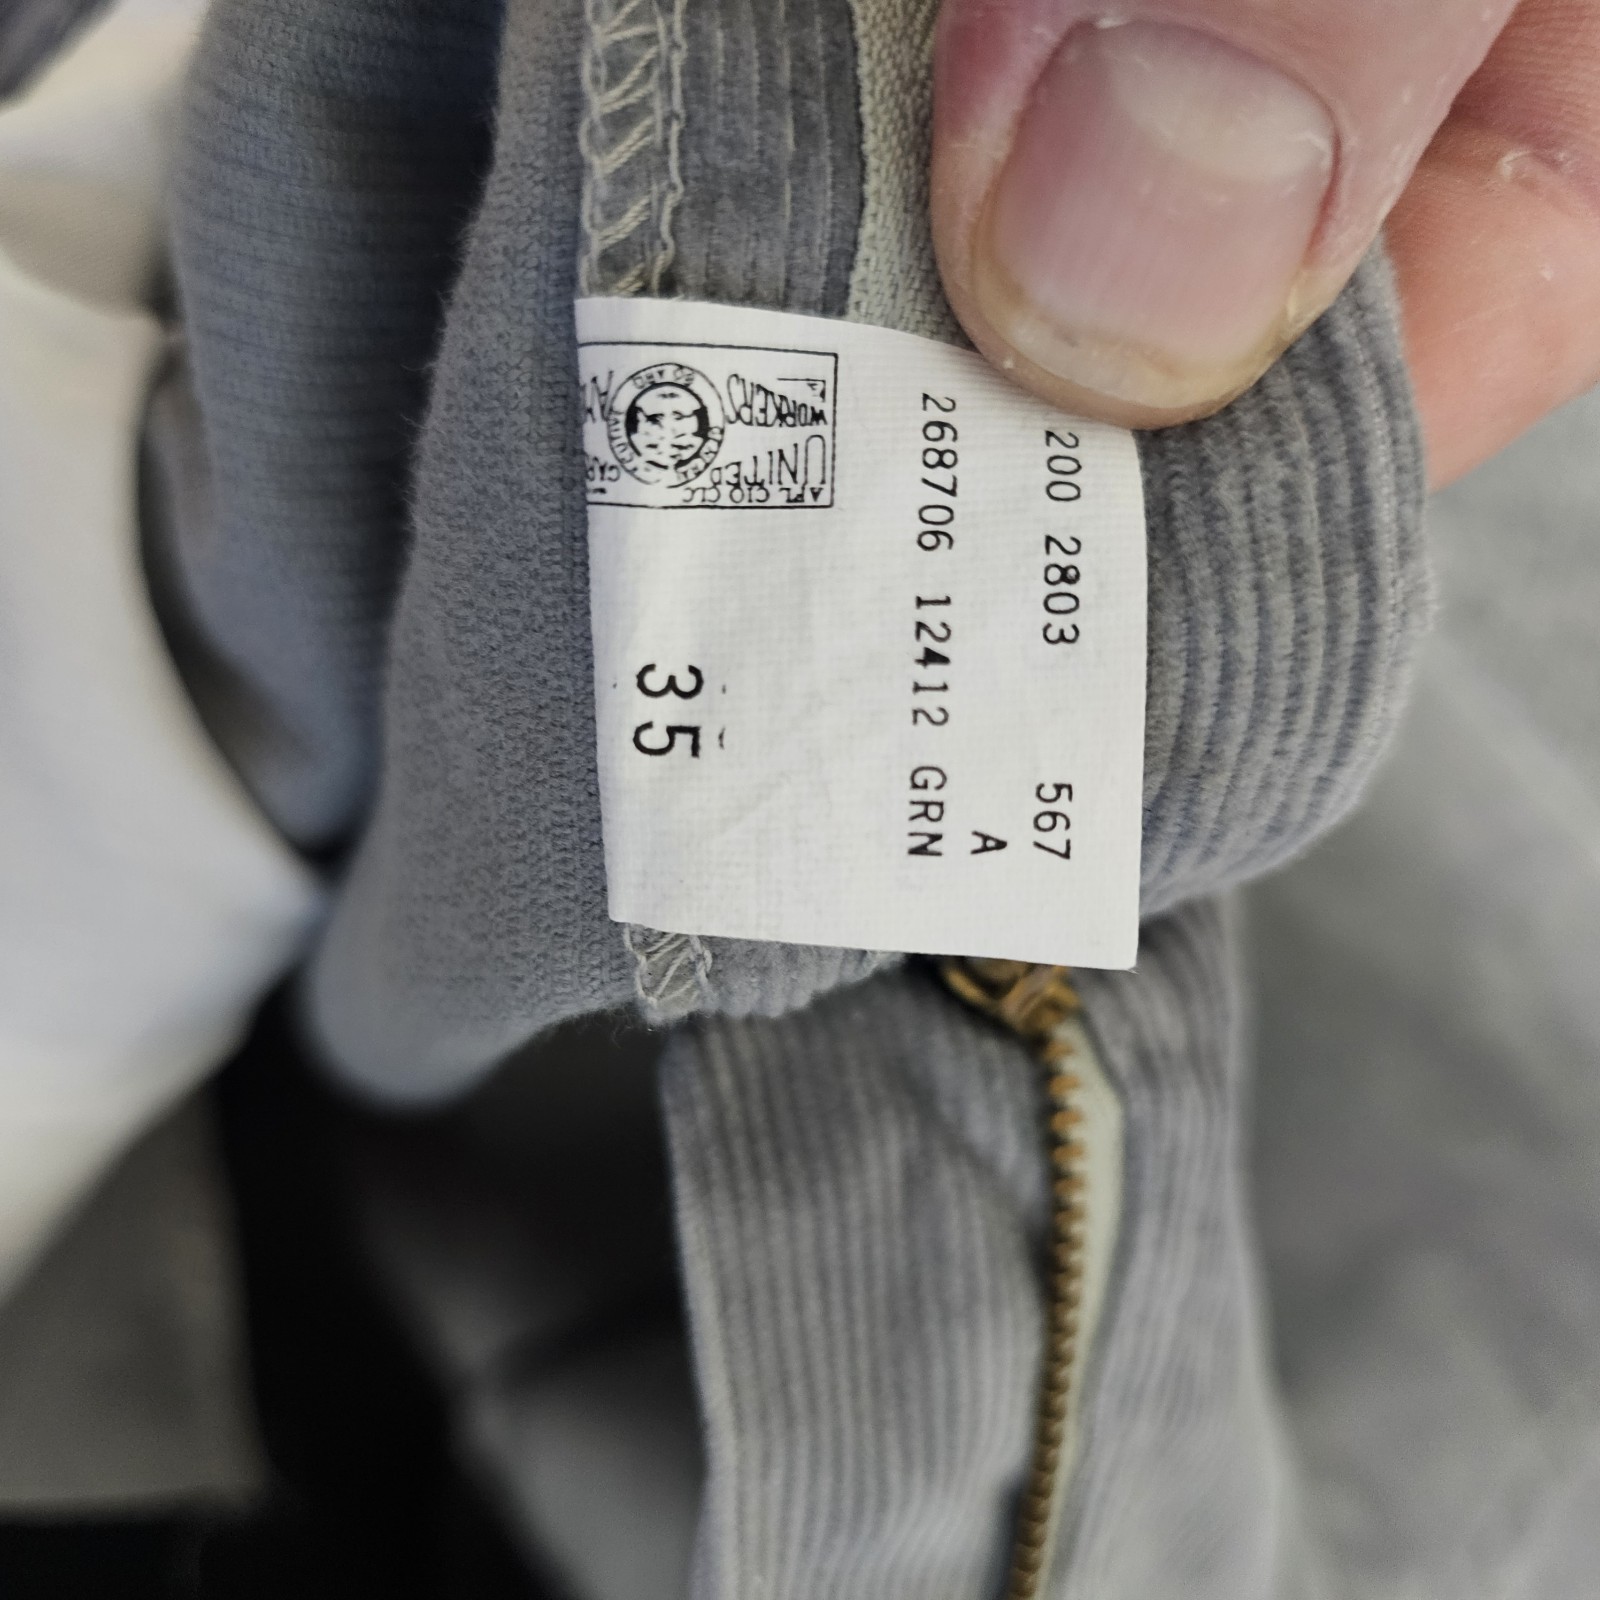 200 2803 567
A
268706 12412 GRN
35
AFL CIO CLC
UNITED
WORKERS